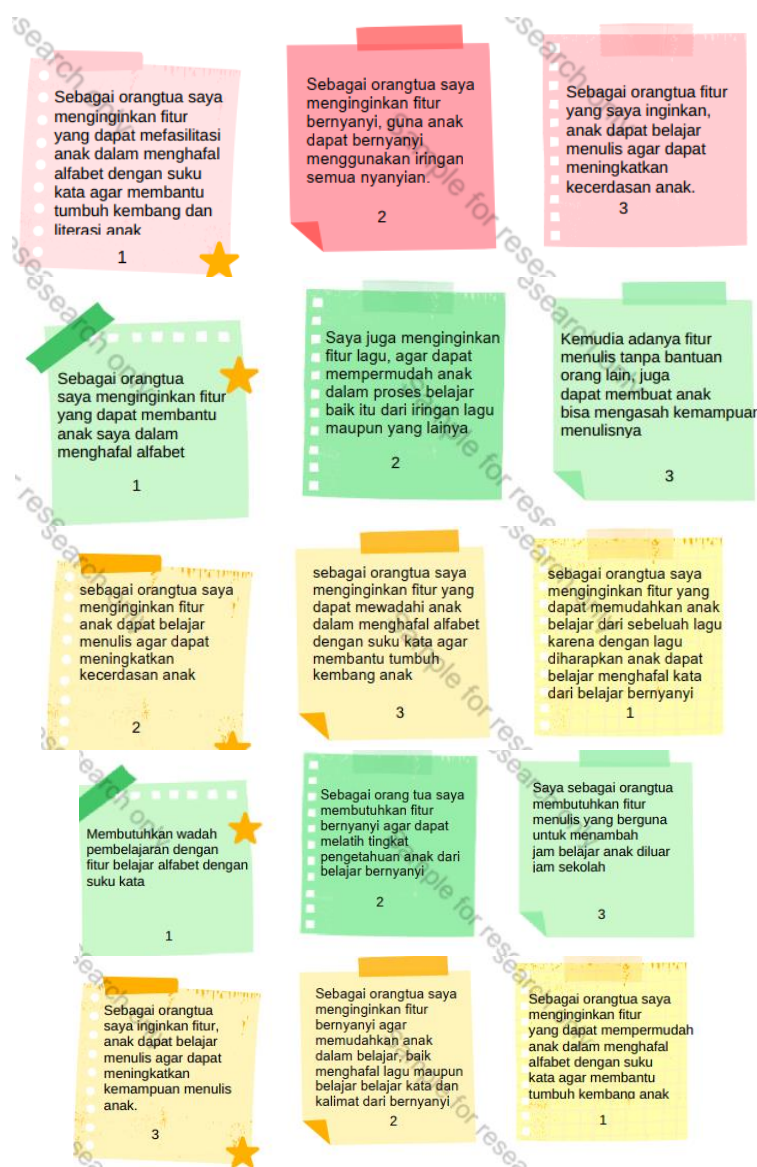 Sebagai orangtua saya
menginginkan fitur
yang dapat mefasilitasi
anak dalam menghafal
alfabet dengan suku
kata agar membantu
tumbuh kembang dan
literasi anak
1
Sebagai orangtua saya
menginginkan fitur
bernyanyi, guna anak
dapat bernyanyi
menggunakan iringan
semua nyanyian.
2
Sebagai orangtua fitur
yang saya inginkan,
anak dapat belajar
menulis agar dapat
meningkatkan
kecerdasan anak.
3
Sebagai orangtua
saya menginginkan fitur
yang dapat membantu
anak saya dalam
menghafal alfabet
1
Saya juga menginginkan
fitur lagu, agar dapat
mempermudah anak
dalam proses belajar
baik itu dari iringan lagu
maupun yang lainya
2
Kemudia adanya fitur
menulis tanpa bantuan
orang lain, juga
dapat membuat anak
bisa mengasah kemampuan
menulisnya
3
sebagai orangtua saya
menginginkan fitur
anak dapat belajar
menulis agar dapat
meningkatkan
kecerdasan anak
2
sebagai orangtua saya
menginginkan fitur yang
dapat mewadahi anak
dalam menghafal alfabet
dengan suku kata agar
membantu tumbuh
kembang anak
3
sebagai orangtua saya
menginginkan fitur yang
dapat memudahkan anak
belajar dari sebeluah lagu
karena dengan lagu
diharapkan anak dapat
belajar menghafal kata
dari belajar bernyanyi
1
Membutuhkan wadah
pembelajaran dengan
fitur belajar alfabet dengan
suku kata
1
Sebagai orang tua saya
membutuhkan fitur
bernyanyi agar dapat
melatih tingkat
pengetahuan anak dari
belajar bernyanyi
2
Saya sebagai orangtua
membutuhkan fitur
menulis yang berguna
untuk menambah
jam belajar anak diluar
jam sekolah
3
Sebagai orangtua
saya inginkan fitur,
anak dapat belajar
menulis agar dapat
meningkatkan
kemampuan menulis
anak.
3
Sebagai orangtua saya
menginginkan fitur
bernyanyi agar
memudahkan anak
dalam belajar, baik
menghafal lagu maupun
belajar belajar kata dan
kalimat dari bernyanyi
2
Sebagai orangtua saya
menginginkan fitur
yang dapat mempermudah
anak dalam menghafal
alfabet dengan suku
kata agar membantu
tumbuh kembang anak
1
Sample for research only